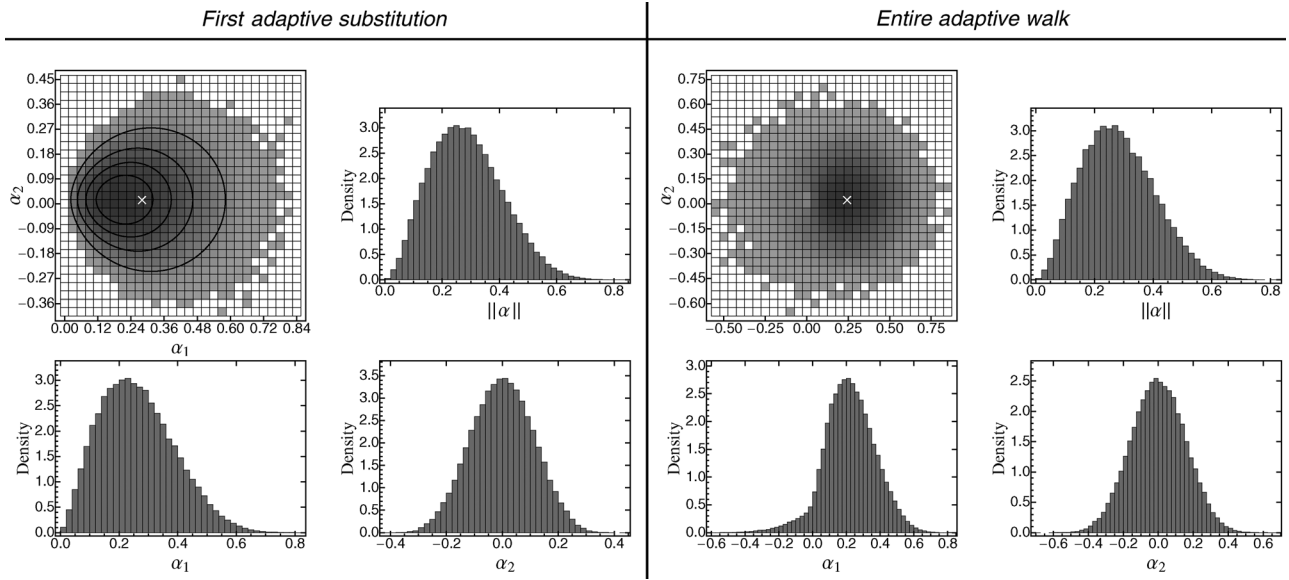 First adaptive substitution
Entire adaptive walk
0.45
0.36
0.27
0.18
0.09
0.00
−0.09
−0.18
−0.27
−0.36
α2
0.00 0.12 0.24 0.36 0.48 0.60 0.72 0.84
α1
3.0
2.5
2.0
1.5
1.0
0.5
0.0
Density
0.0 0.2 0.4 0.6 0.8
||α||
0.75
0.60
0.45
0.30
0.15
0.00
−0.15
−0.30
−0.45
−0.60
α2
−0.50 −0.25 0.00 0.25 0.50 0.75
3.0
2.5
2.0
1.5
1.0
0.5
0.0
Density
0.0 0.2 0.4 0.6 0.8
||α||
3.0
2.5
2.0
1.5
1.0
0.5
0.0
Density
0.0 0.2 0.4 0.6 0.8
α1
3.5
3.0
2.5
2.0
1.5
1.0
0.5
0.0
Density
−0.4 −0.2 0.0 0.2 0.4
α2
3.0
2.5
2.0
1.5
1.0
0.5
0.0
Density
−0.6 −0.4 −0.2 0.0 0.2 0.4 0.6 0.8
α1
2.5
2.0
1.5
1.0
0.5
0.0
Density
−0.6 −0.4 −0.2 0.0 0.2 0.4 0.6
α2